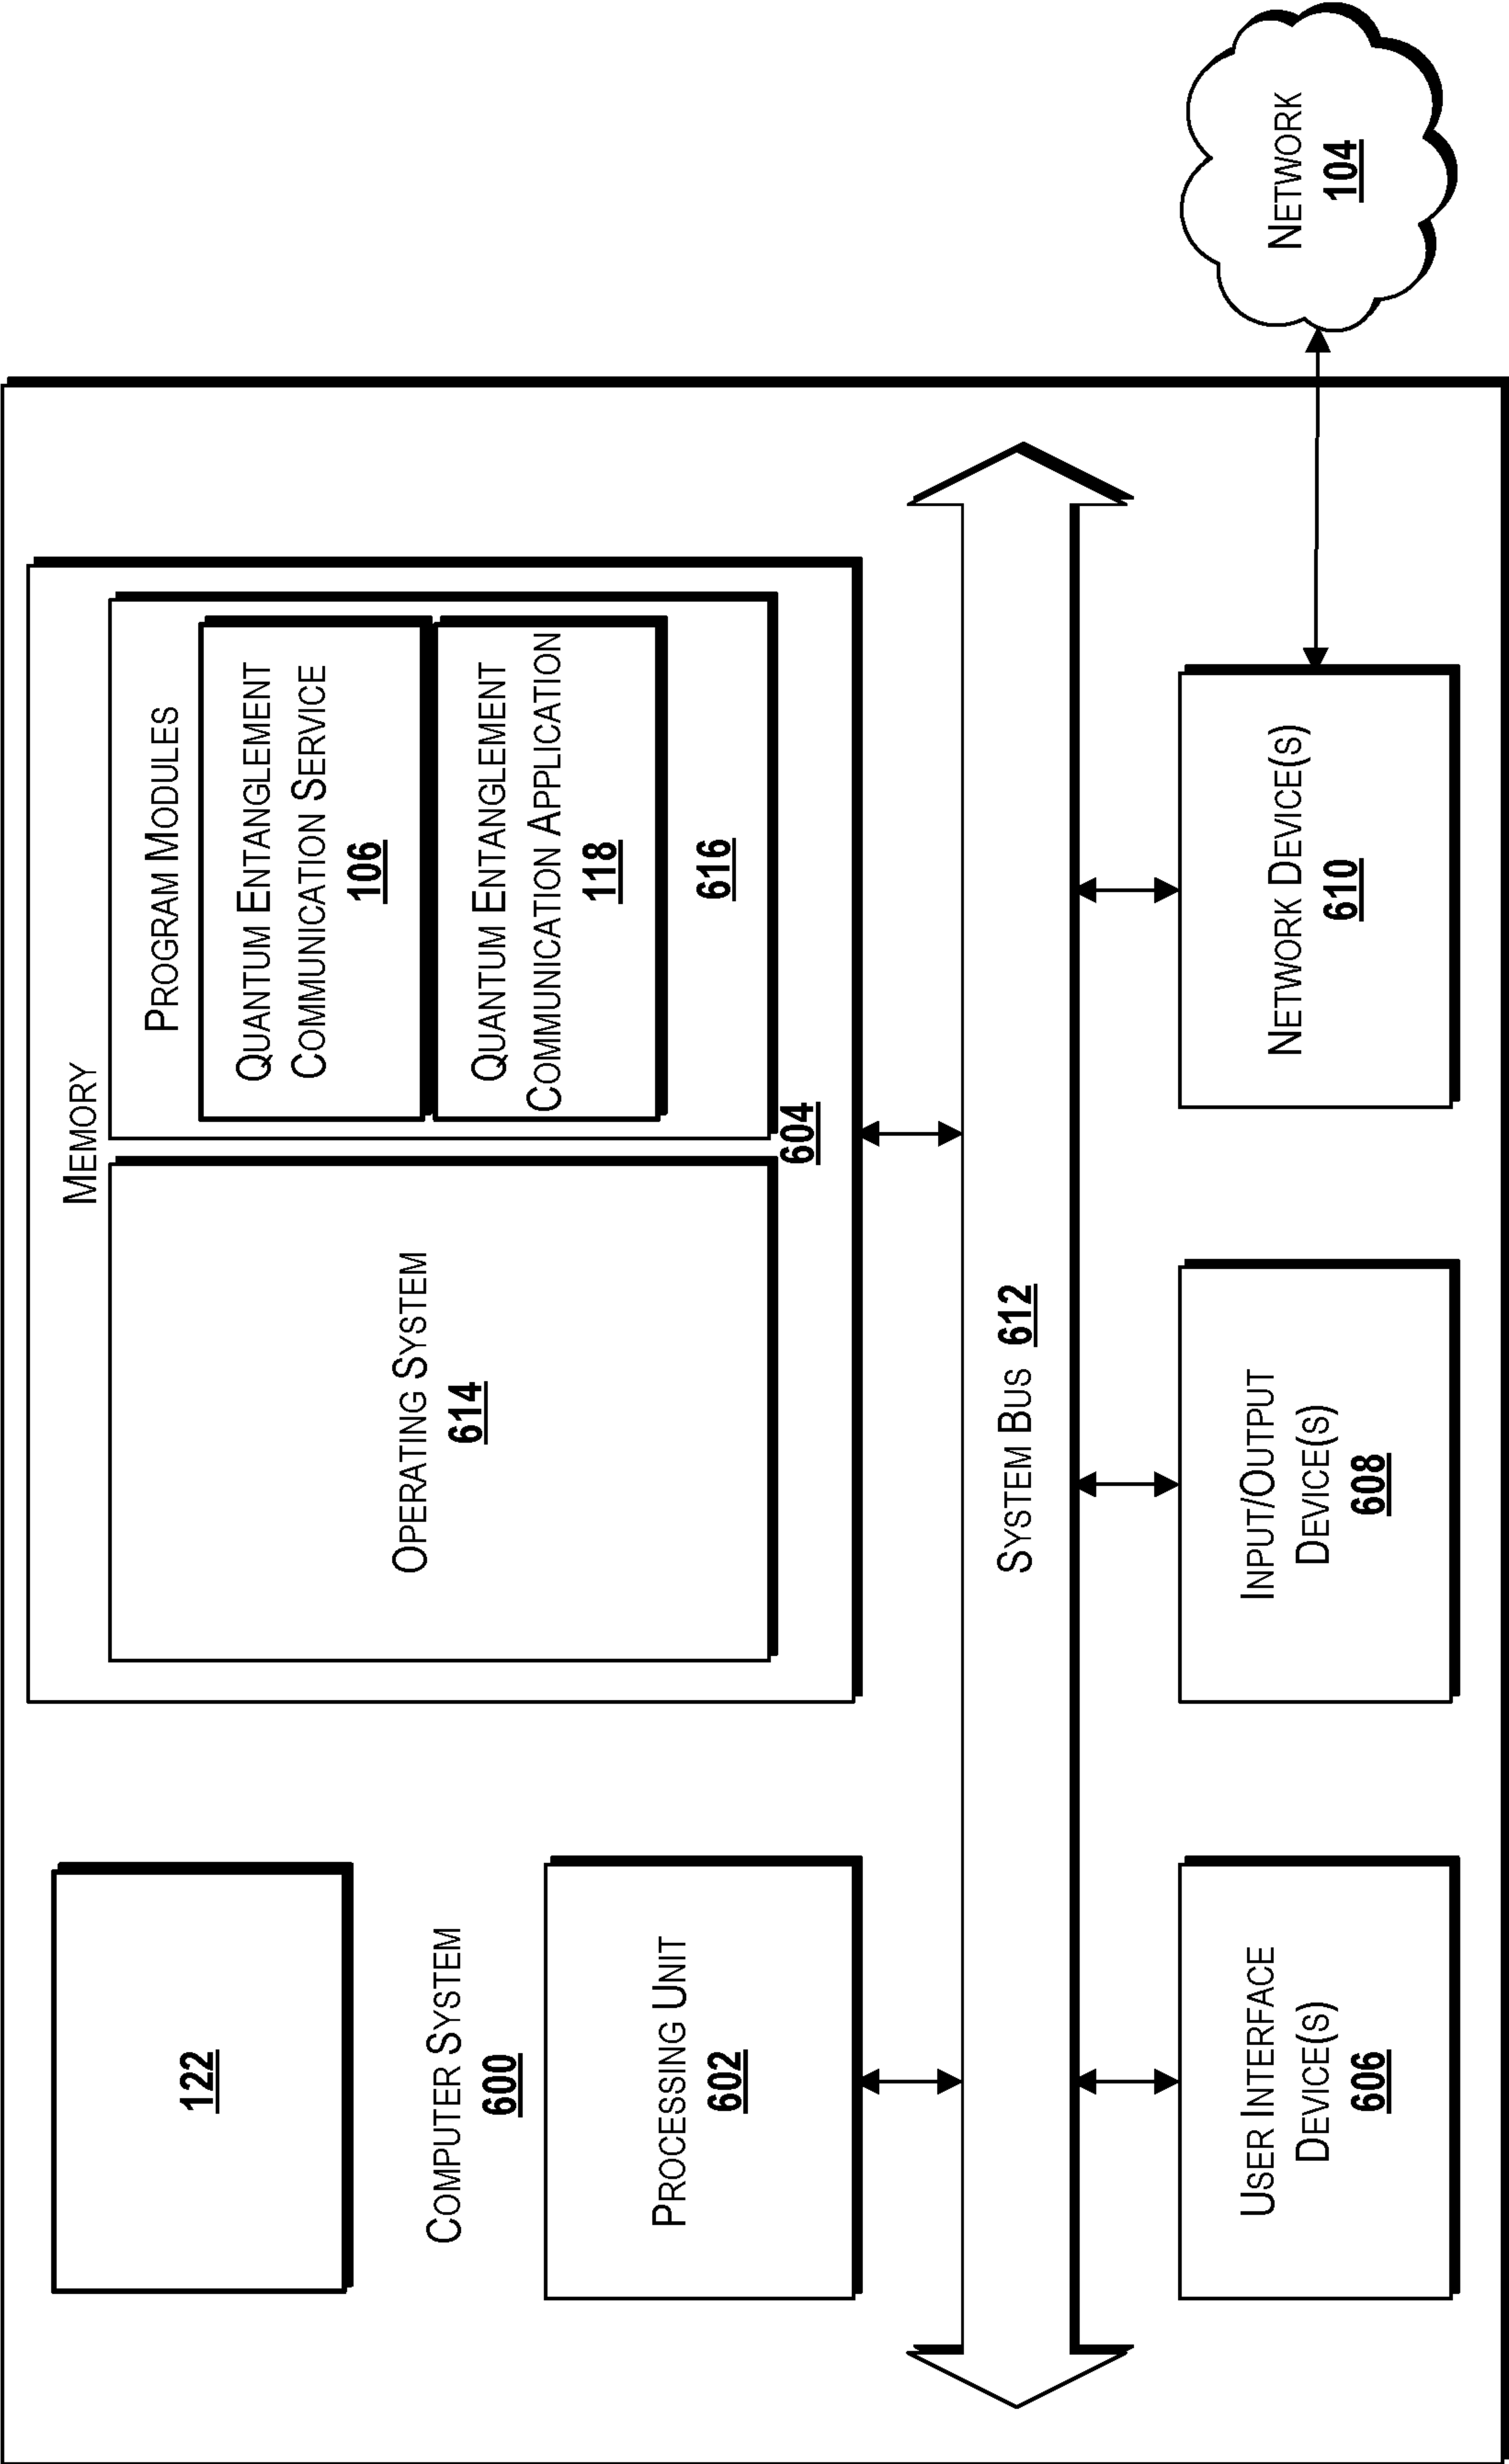 122
COMPUTER SYSTEM
600
PROCESSING UNIT
602
MEMORY
OPERATING SYSTEM
614
PROGRAM MODULES
QUANTUM ENTANGLEMENT
COMMUNICATION SERVICE
106
QUANTUM ENTANGLEMENT
COMMUNICATION APPLICATION
118
616
604
SYSTEM BUS 612
USER INTERFACE
DEVICE(S)
606
INPUT/OUTPUT
DEVICE(S)
608
NETWORK DEVICE(S)
610
NETWORK
104